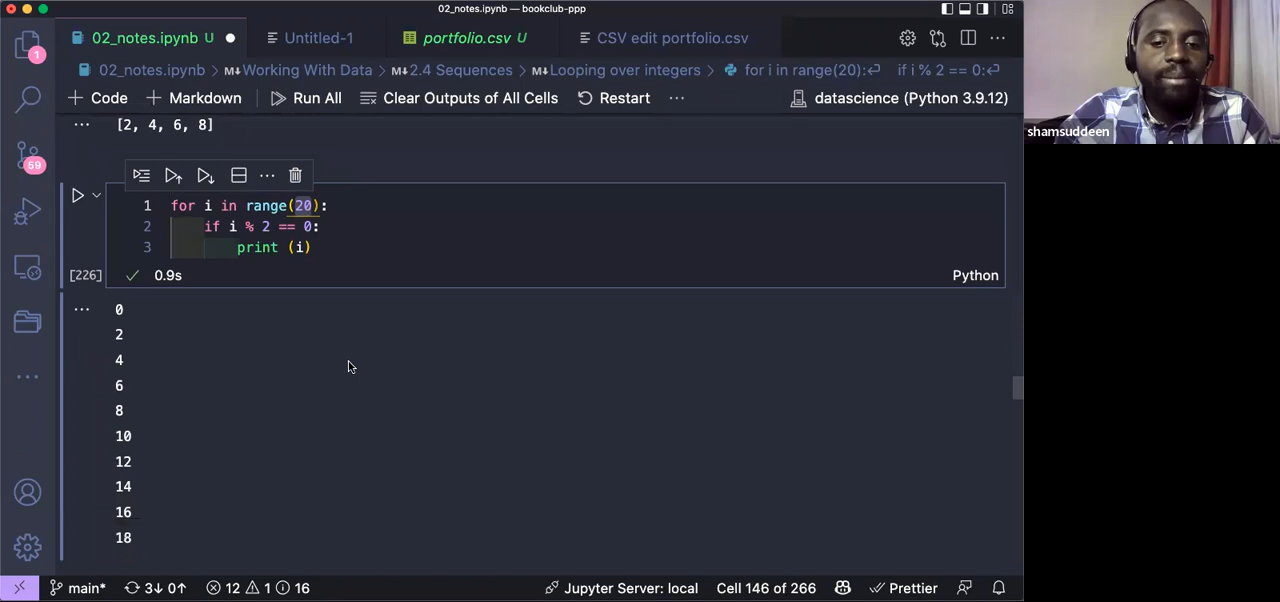 02_notes.ipynb — bookclub-ppp
02_notes.ipynb U
Untitled-1
portfolio.csv U
CSV edit portfolio.csv
02_notes.ipynb > M↓Working With Data > M↓2.4 Sequences > M↓Looping over integers > for i in range(20):↵ if i % 2 == 0:↵
+ Code + Markdown Run All Clear Outputs of All Cells Restart ··· datascience (Python 3.9.12)
shamsuddeen
1
59
··· [2, 4, 6, 8]
1 for i in range(20):
2 if i % 2 == 0:
3 print (i)
[226] ✓ 0.9s Python
··· 0
2
4
6
8
10
12
14
16
18
main* 3↓ 0↑ 12 1 16 Jupyter Server: local Cell 146 of 266 Prettier